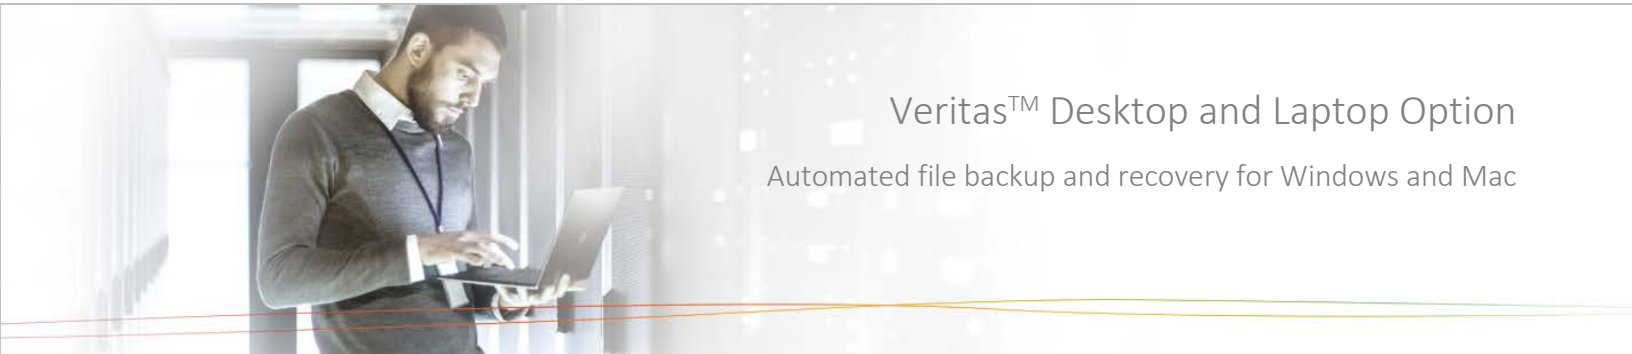 Veritas™ Desktop and Laptop Option
Automated file backup and recovery for Windows and Mac